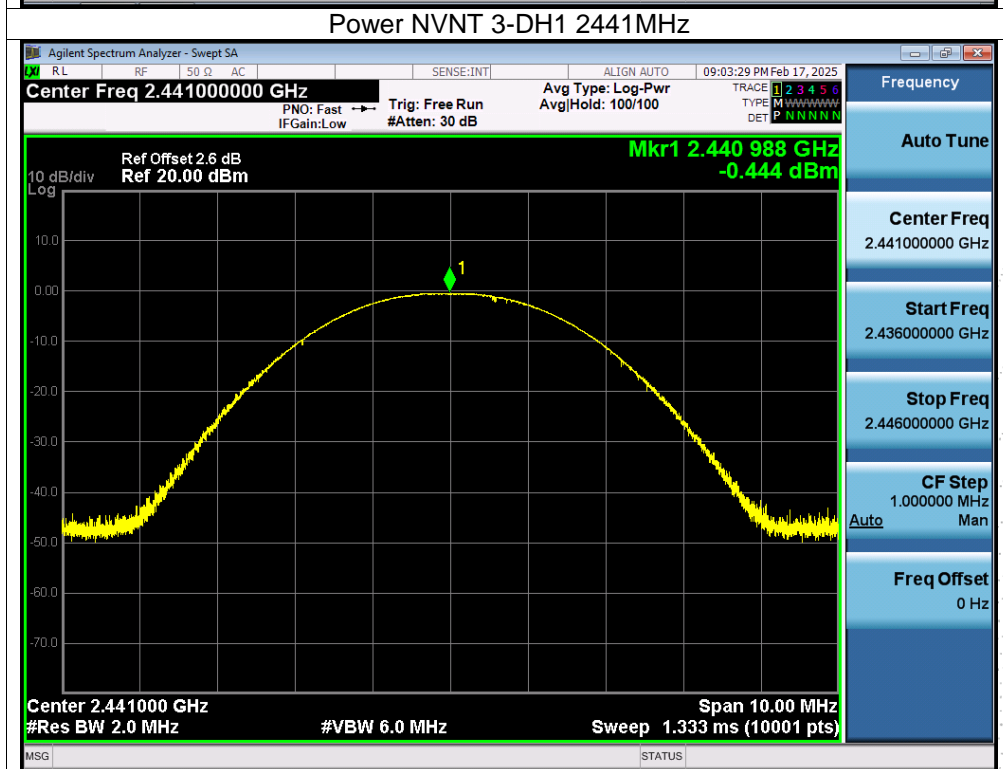 Power NVNT 3-DH1 2441MHz
Agilent Spectrum Analyzer - Swept SA
LXI RL RF 50 Ω AC SENSE:INT ALIGN AUTO 09:03:29 PM Feb 17, 2025
Center Freq 2.441000000 GHz
PNO: Fast
IFGain:Low
Trig: Free Run
#Atten: 30 dB
Avg Type: Log-Pwr
Avg|Hold: 100/100
TRACE 1 2 3 4 5 6
TYPE M WWWWW
DET P N N N N N
Frequency
Auto Tune
Center Freq
2.441000000 GHz
Start Freq
2.436000000 GHz
Stop Freq
2.446000000 GHz
CF Step
1.000000 MHz
Auto Man
Freq Offset
0 Hz
Mkr1 2.440 988 GHz
-0.444 dBm
Ref Offset 2.6 dB
10 dB/div Ref 20.00 dBm
Log
1
10.0
0.00
-10.0
-20.0
-30.0
-40.0
-50.0
-60.0
-70.0
Center 2.441000 GHz Span 10.00 MHz
#Res BW 2.0 MHz #VBW 6.0 MHz Sweep 1.333 ms (10001 pts)
MSG STATUS